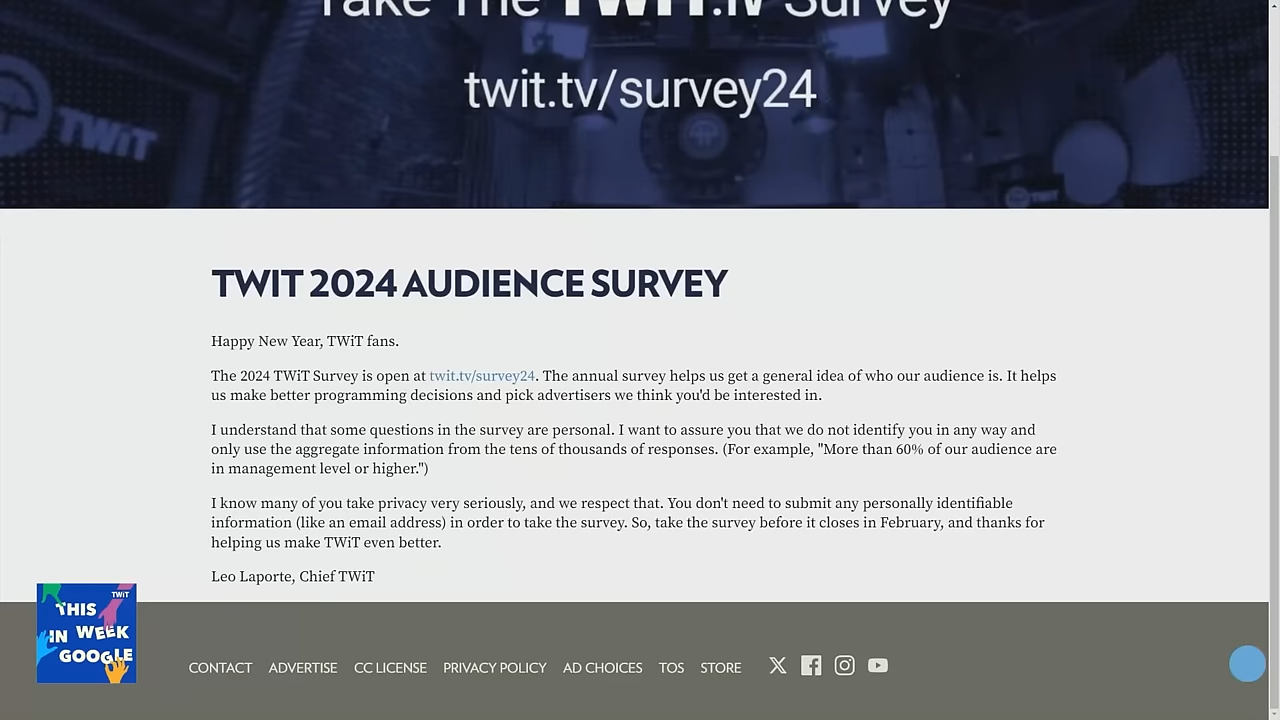 Take The TWiT.tv Survey
twit.tv/survey24
TWiT
TWIT 2024 AUDIENCE SURVEY
Happy New Year, TWiT fans.
The 2024 TWiT Survey is open at twit.tv/survey24. The annual survey helps us get a general idea of who our audience is. It helps
us make better programming decisions and pick advertisers we think you'd be interested in.
I understand that some questions in the survey are personal. I want to assure you that we do not identify you in any way and
only use the aggregate information from the tens of thousands of responses. (For example, "More than 60% of our audience are
in management level or higher.")
I know many of you take privacy very seriously, and we respect that. You don't need to submit any personally identifiable
information (like an email address) in order to take the survey. So, take the survey before it closes in February, and thanks for
helping us make TWiT even better.
Leo Laporte, Chief TWiT
TWiT
THIS
IN WEEK
GOOGLE
CONTACT ADVERTISE CC LICENSE PRIVACY POLICY AD CHOICES TOS STORE